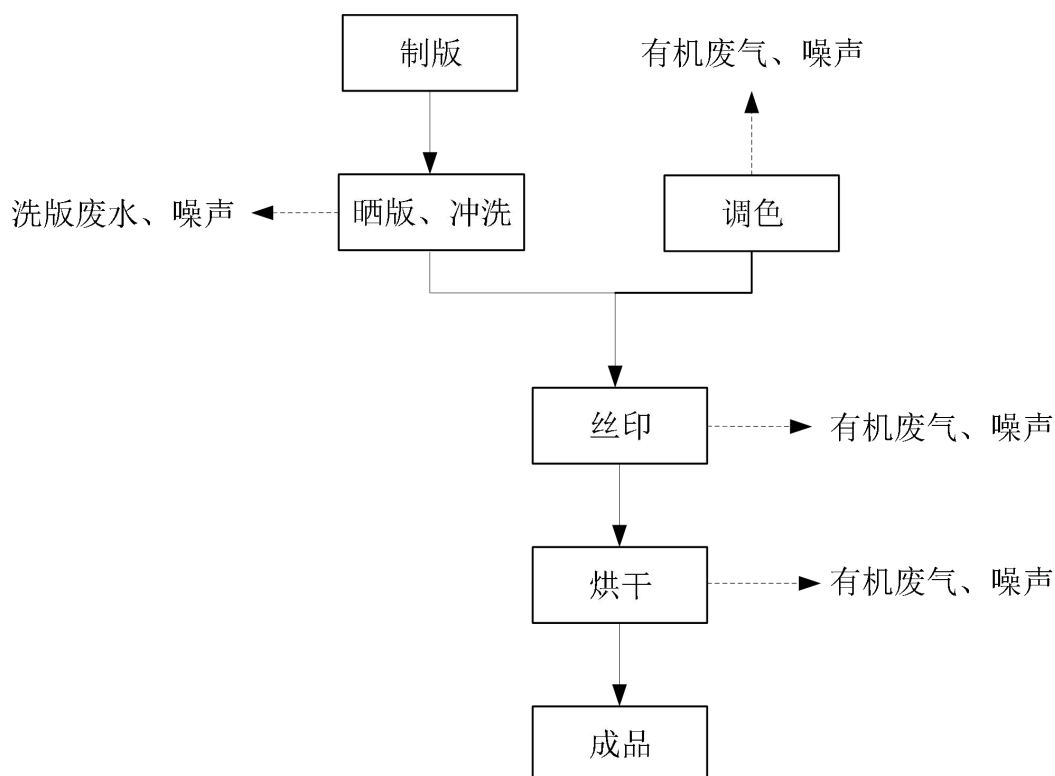 制版
有机废气、噪声
洗版废水、噪声
晒版、冲洗
调色
丝印
有机废气、噪声
烘干
有机废气、噪声
成品